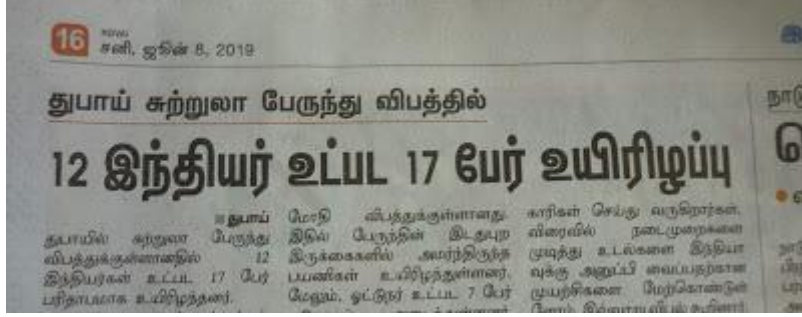 16
சனி, ஜூன் 8, 2019
துபாய் சுற்றுலா பேருந்து விபத்தில்
நாடு
12 இந்தியர் உட்பட 17 பேர் உயிரிழப்பு
துபாய்
துபாயில் சுற்றுலா பேருந்து
விபத்துக்குள்ளானதில் 12
இந்தியர்கள் உட்பட 17 பேர்
பரிதாபமாக உயிரிழந்தனர்.
மோதி விபத்துக்குள்ளானது.
இதில் பேருந்தின் இடதுபுற
இருக்கைகளில் அமர்ந்திருந்த
பயணிகள் உயிரிழந்துள்ளனர்.
மேலும், ஓட்டுநர் உட்பட 7 பேர்
காரிகள் செய்து வருகிறார்கள்.
விரைவில் நடைமுறைகளை
முடித்து உடல்களை இந்தியா
வுக்கு அனுப்பி வைப்பதற்கான
முயற்சிகளை மேற்கொண்டுள்